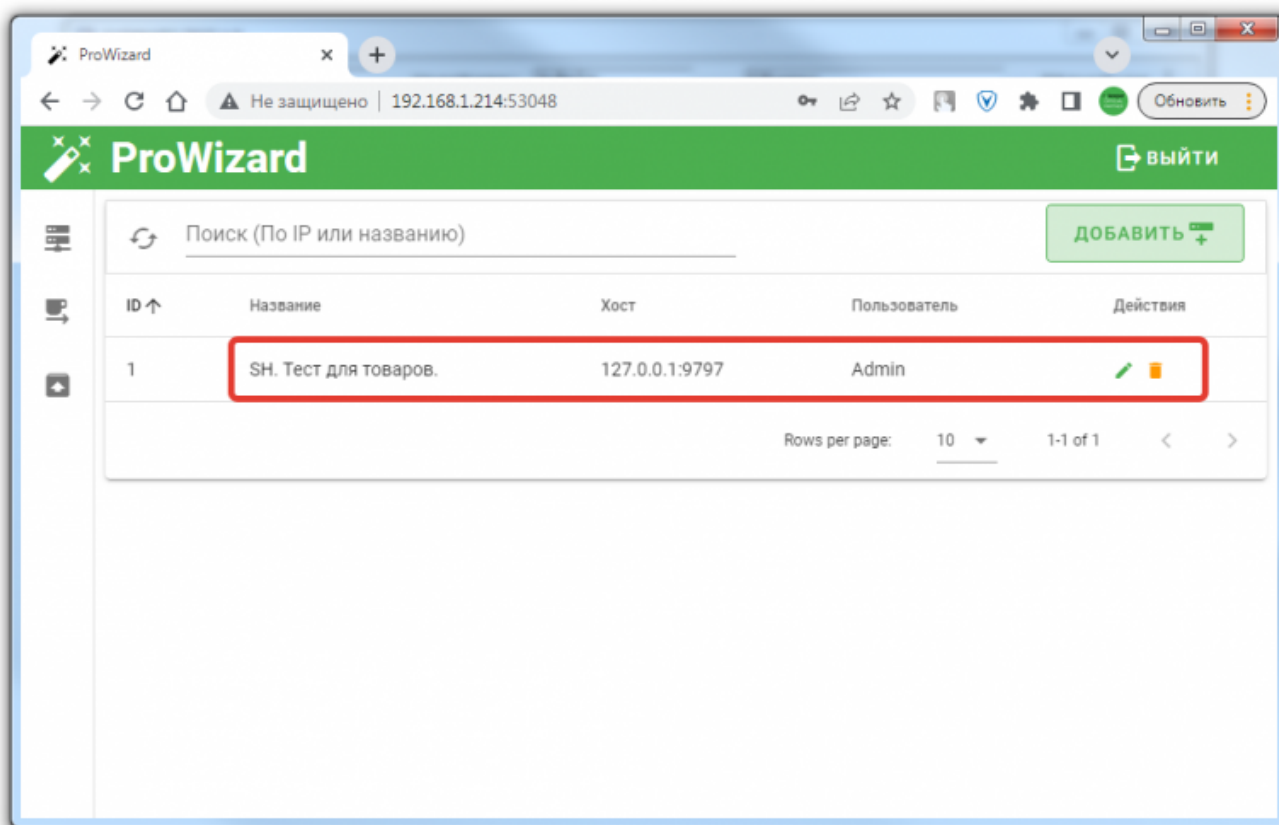 ProWizard
Не защищено 192.168.1.214:53048 Обновить
ProWizard ВЫЙТИ
Поиск (По IP или названию) ДОБАВИТЬ
ID Название Хост Пользователь Действия
1 SH. Тест для товаров. 127.0.0.1:9797 Admin
Rows per page: 10 1-1 of 1